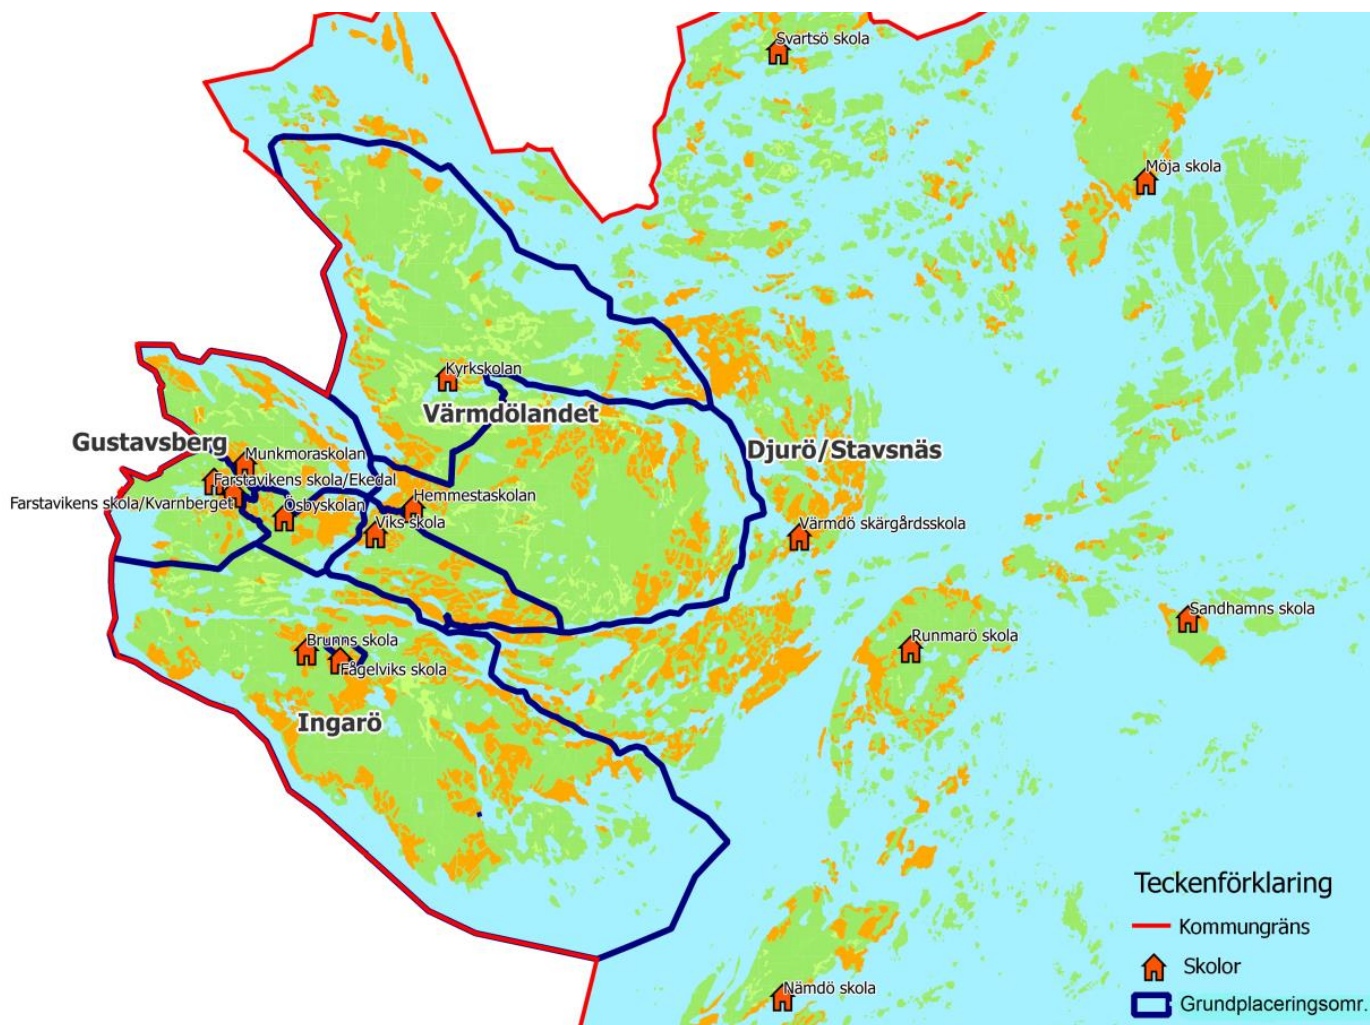 Svartsö skola
Möja skola
Kyrkskolan
Värmdölandet
Gustavsberg
Munkmoraskolan
Djurö/Stavsnäs
Farstavikens skola/Ekedal
Farstavikens skola/Kvarnberget
Hemmestaskolan
Ösbyskolan
Viks skola
Värmdö skärgårdsskola
Sandhamns skola
Brunns skola
Runmarö skola
Fågelviks skola
Ingarö
Teckenförklaring
Kommungräns
Skolor
Nämdö skola
Grundplaceringsomr.